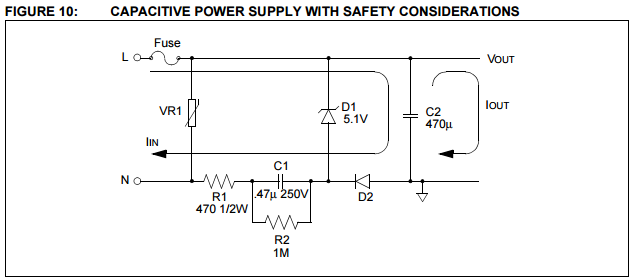 FIGURE 10: CAPACITIVE POWER SUPPLY WITH SAFETY CONSIDERATIONS
Fuse
L
VOUT
VR1
D1
5.1V
C2
470µ
IOUT
IIN
N
C1
.47µ 250V
R1
470 1/2W
D2
R2
1M